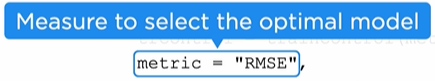 Measure to select the optimal model
metric = "RMSE",